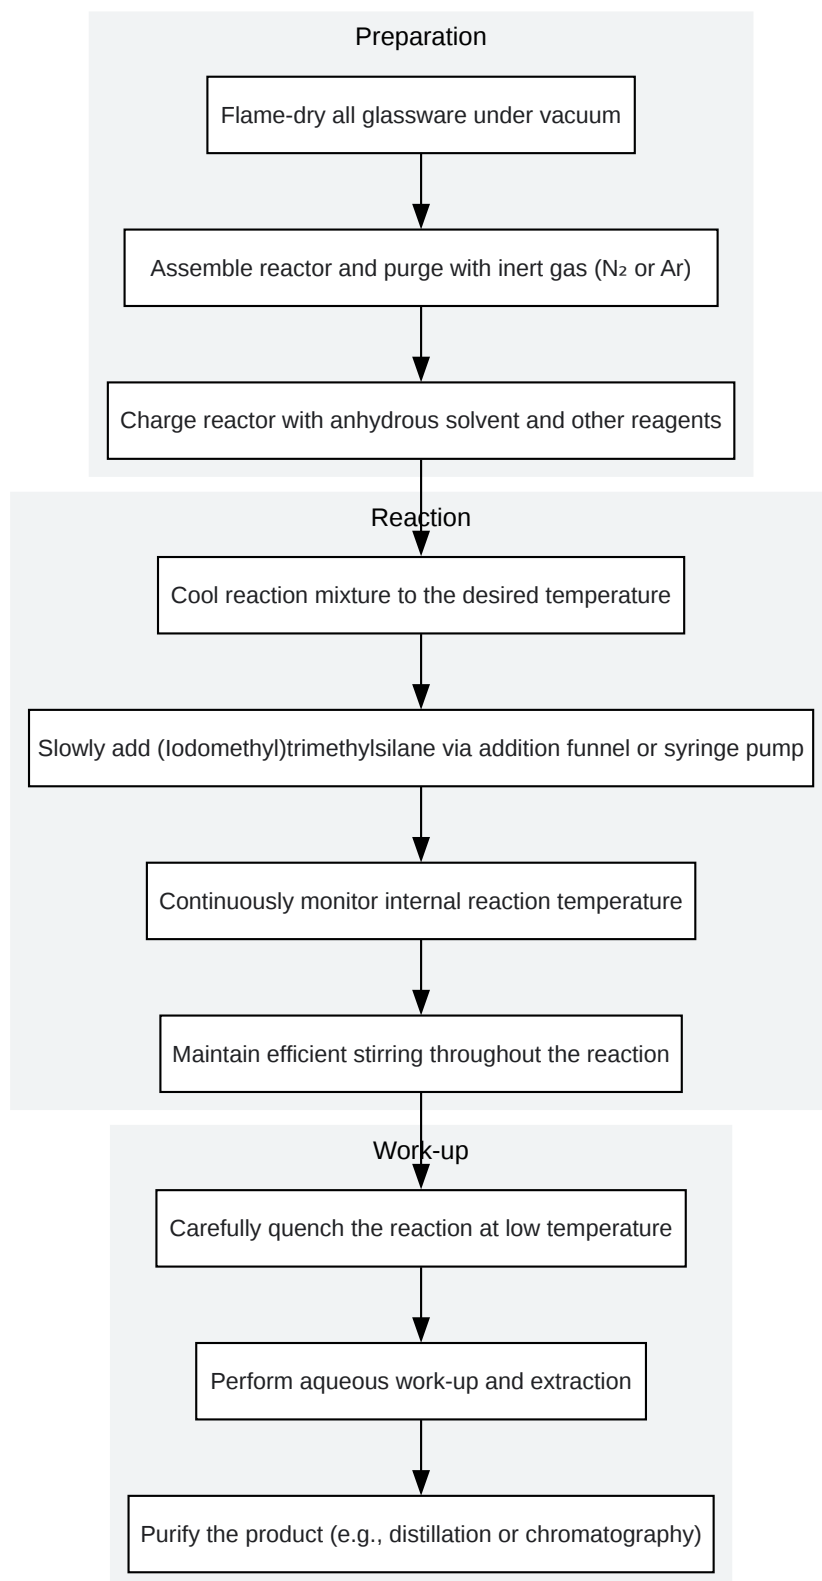 Preparation
Flame-dry all glassware under vacuum
Assemble reactor and purge with inert gas (N₂ or Ar)
Charge reactor with anhydrous solvent and other reagents
Reaction
Cool reaction mixture to the desired temperature
Slowly add (Iodomethyl)trimethylsilane via addition funnel or syringe pump
Continuously monitor internal reaction temperature
Maintain efficient stirring throughout the reaction
Work-up
Carefully quench the reaction at low temperature
Perform aqueous work-up and extraction
Purify the product (e.g., distillation or chromatography)